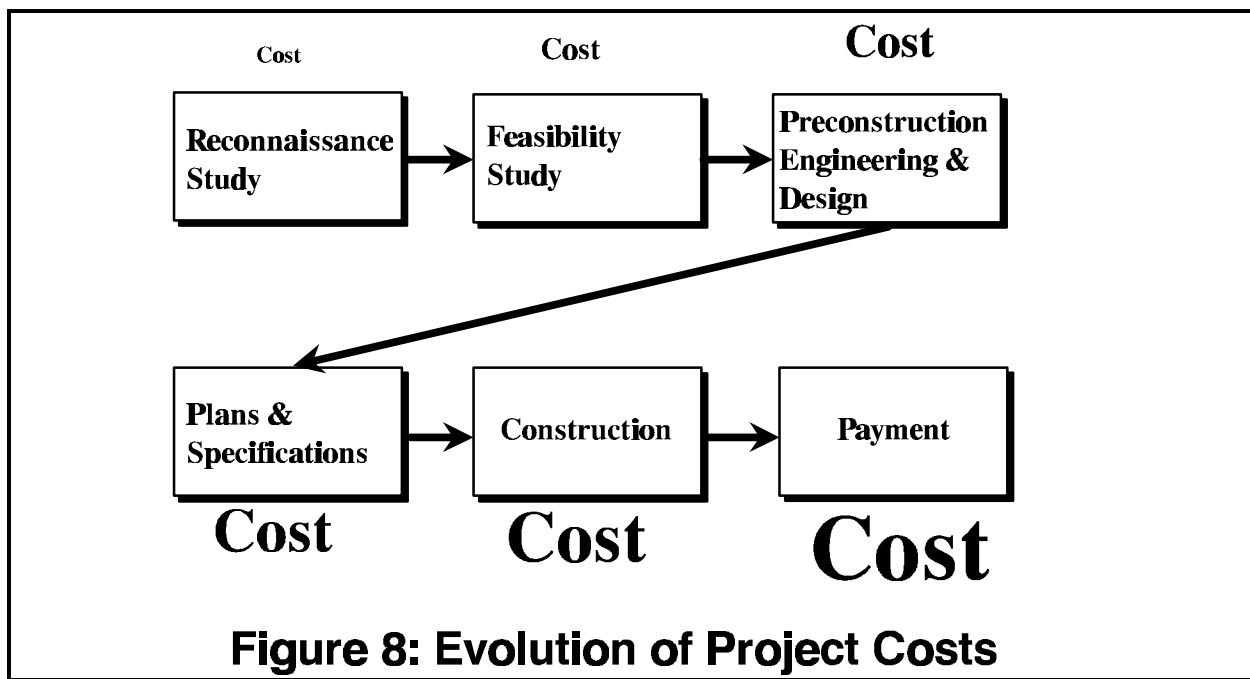 Cost
Cost
Cost
Reconnaissance
Study
Feasibility
Study
Preconstruction
Engineering &
Design
Plans &
Specifications
Construction
Payment
Cost
Cost
Cost
Figure 8: Evolution of Project Costs